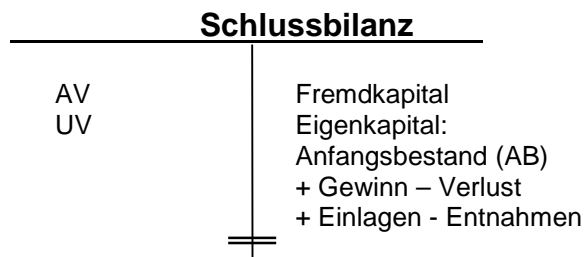 Schlussbilanz
AV
UV
Fremdkapital
Eigenkapital:
Anfangsbestand (AB)
+ Gewinn – Verlust
+ Einlagen - Entnahmen